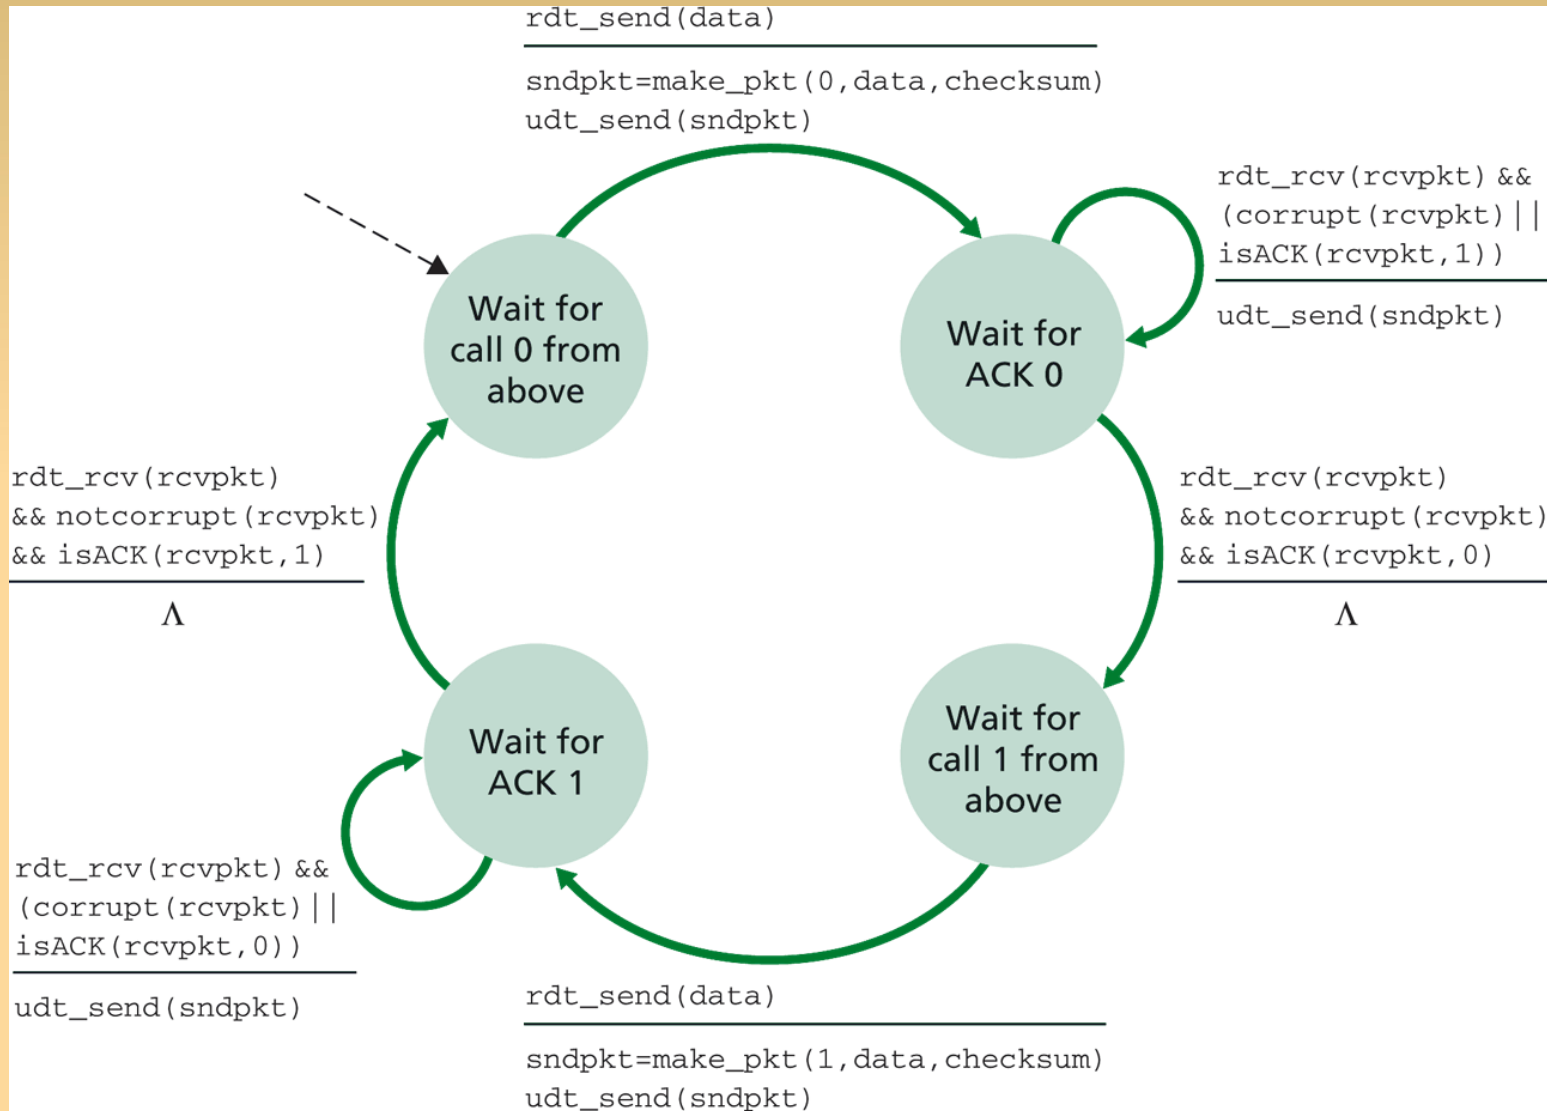 rdt_send(data)
sndpkt=make_pkt(0,data,checksum)
udt_send(sndpkt)
rdt_rcv(rcvpkt) &&
(corrupt(rcvpkt)||
isACK(rcvpkt,1))
udt_send(sndpkt)
Wait for
call 0 from
above
Wait for
ACK 0
rdt_rcv(rcvpkt)
&& notcorrupt(rcvpkt)
&& isACK(rcvpkt,1)
Λ
rdt_rcv(rcvpkt)
&& notcorrupt(rcvpkt)
&& isACK(rcvpkt,0)
Λ
Wait for
ACK 1
Wait for
call 1 from
above
rdt_rcv(rcvpkt) &&
(corrupt(rcvpkt)||
isACK(rcvpkt,0))
udt_send(sndpkt)
rdt_send(data)
sndpkt=make_pkt(1,data,checksum)
udt_send(sndpkt)